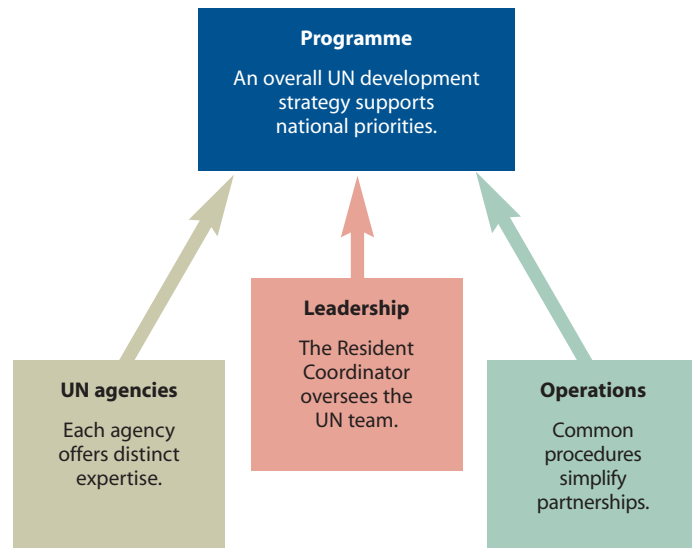 Programme
An overall UN development
strategy supports
national priorities.
Leadership
The Resident
Coordinator
oversees the
UN team.
UN agencies
Each agency
offers distinct
expertise.
Operations
Common
procedures
simplify
partnerships.